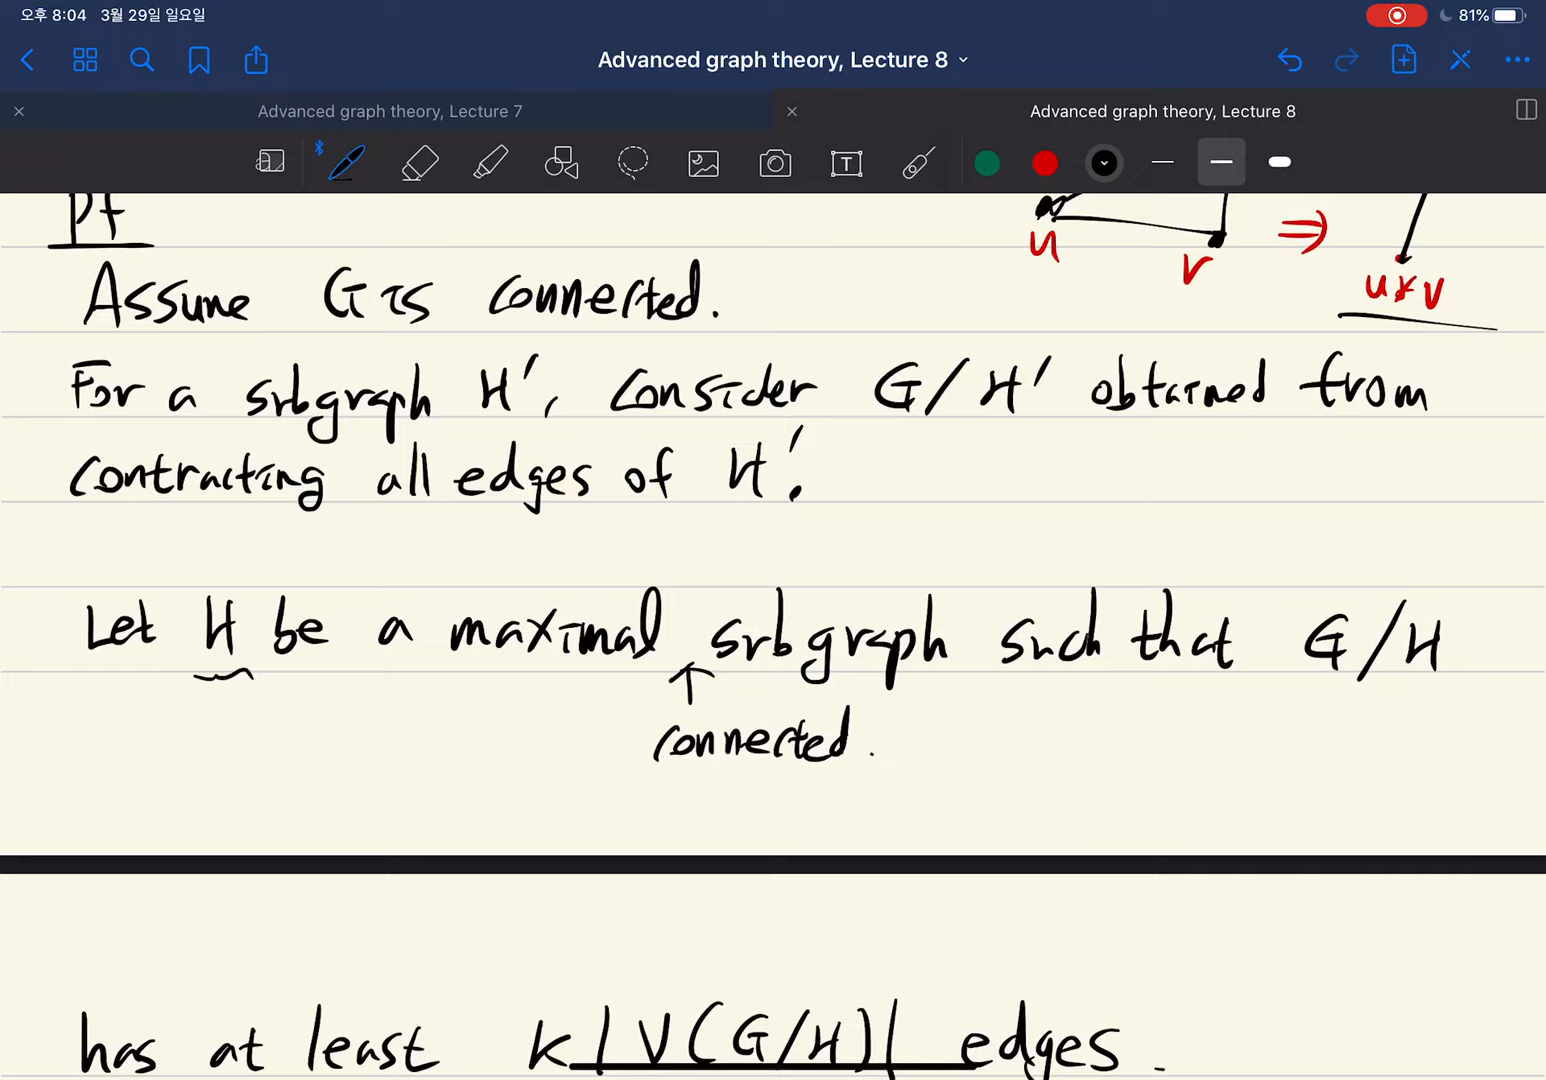 오후 8:04 3월 29일 일요일
81%
Advanced graph theory, Lecture 8
Advanced graph theory, Lecture 7
Advanced graph theory, Lecture 8
T
Pf
u
v
⇒
u*v
Assume G is connected.
For a subgraph H', consider G/H' obtained from
contracting all edges of H'.
Let H be a maximal subgraph such that G/H
↑
connected.
has at least k|V(G/H)| edges.